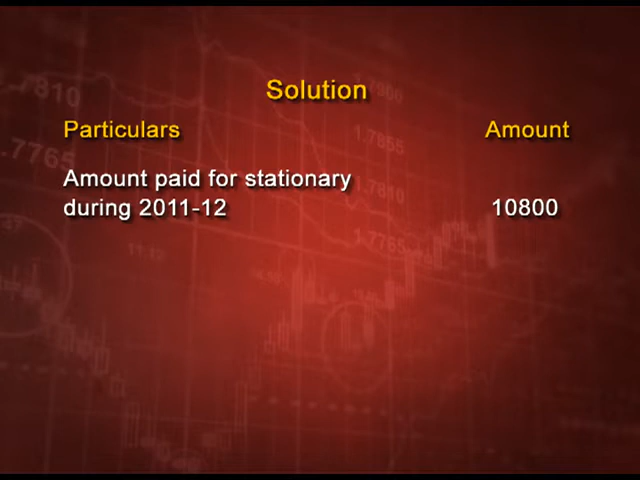 Solution
Particulars Amount
Amount paid for stationary
during 2011-12 10800